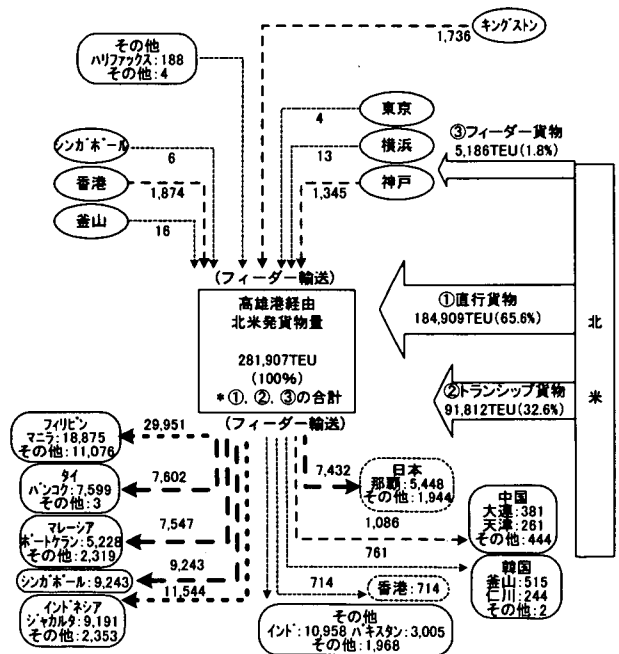 キングストン
1,736
その他
ハリファックス:188
その他:4
東京
4
横浜
13
神戸
1,345
シンガポール
6
香港
1,874
釜山
16
③フィーダー貨物
5,186TEU(1.8%)
(フィーダー輸送)
高雄港経由
北米発貨物量
281,907TEU
(100%)
*①、②、③の合計
(フィーダー輸送)
①直行貨物
184,909TEU(65.6%)
②トランシップ貨物
91,812TEU(32.6%)
北
米
フィリピン
マニラ:18,875
その他:11,076
29,951
タイ
バンコク:7,599
その他:3
7,602
マレーシア
ポートケラン:5,228
その他:2,319
7,547
シンガポール:9,243
9,243
インドネシア
ジャカルタ:9,191
その他:2,353
11,544
7,432
日本
那覇:5,448
その他:1,944
1,086
中国
大連:381
天津:261
その他:444
761
韓国
釜山:515
仁川:244
その他:2
714
香港:714
その他
インド:10,958 パキスタン:3,005
その他:1,968